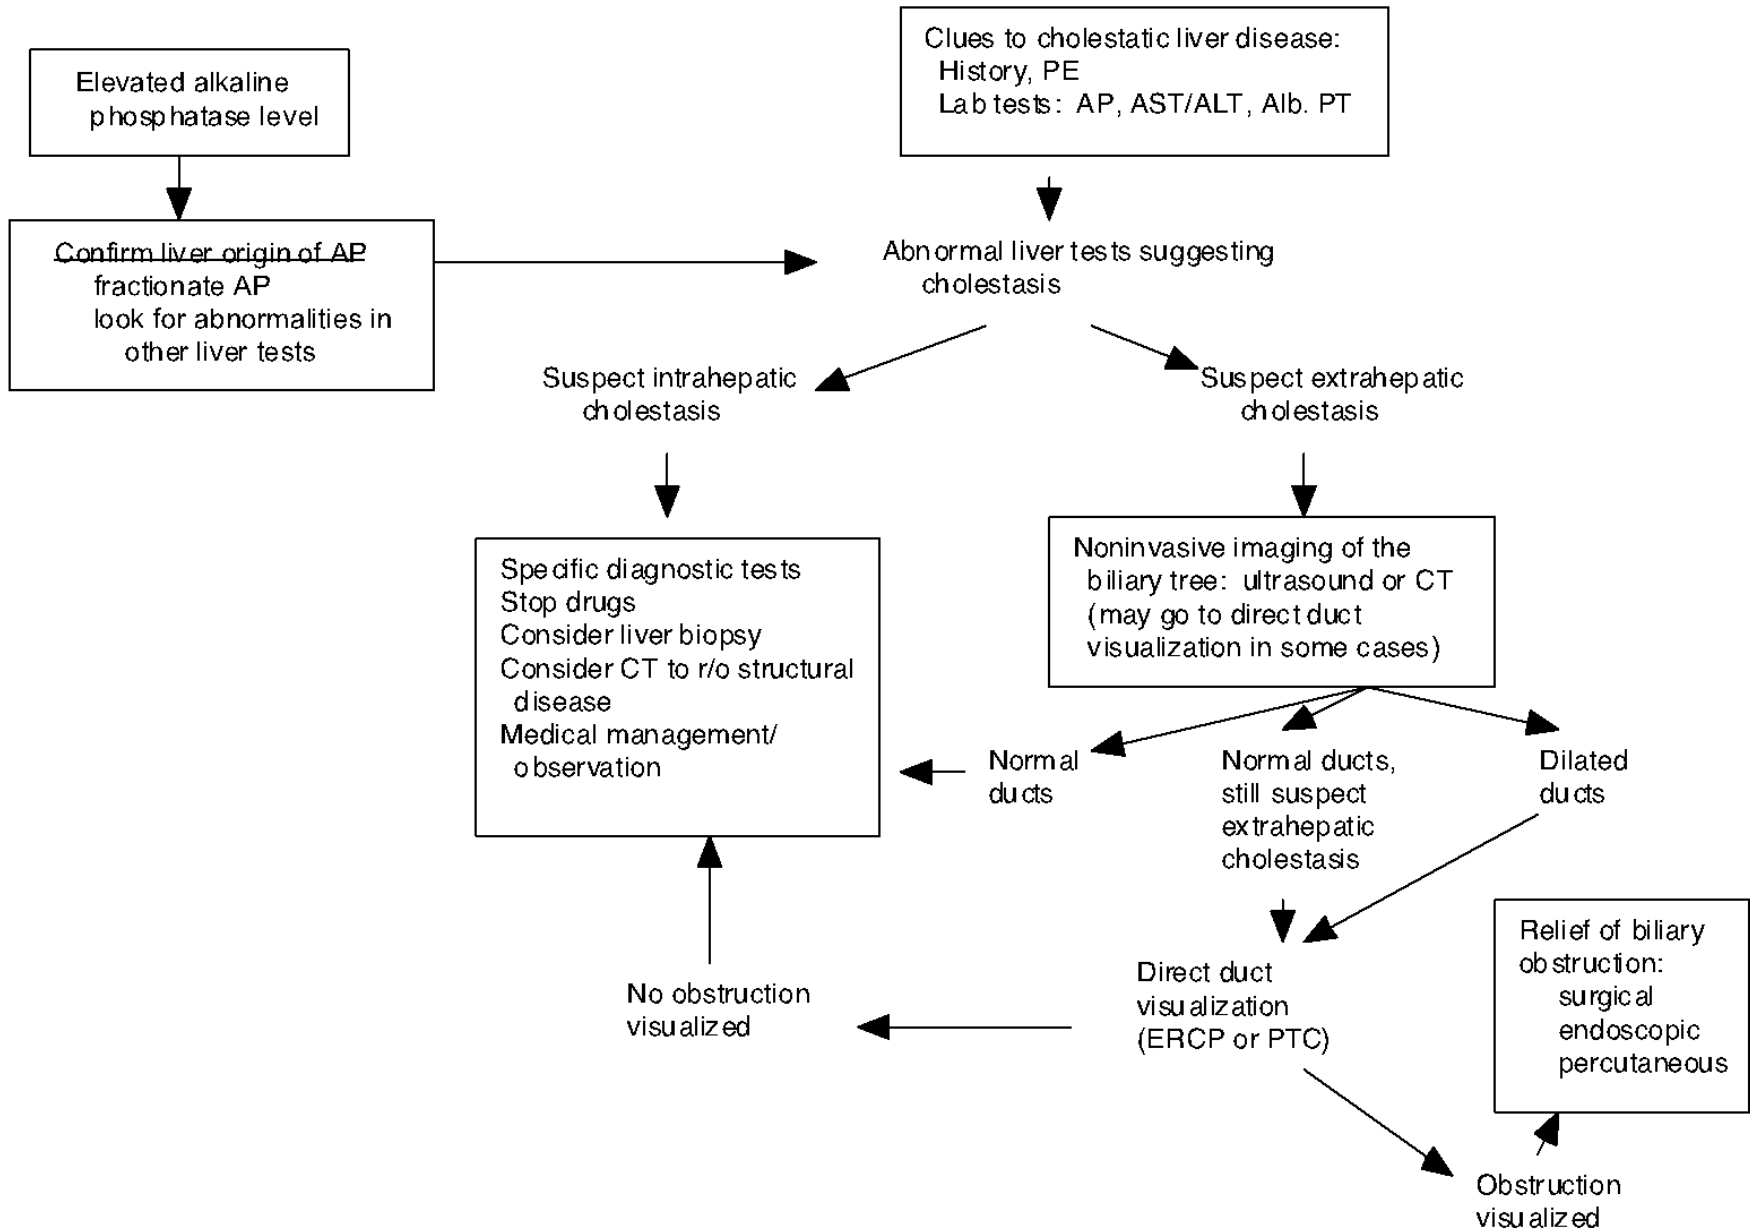 Elevated alkaline
phosphatase level
Clues to cholestatic liver disease:
History, PE
Lab tests: AP, AST/ALT, Alb. PT
Confirm liver origin of AP
fractionate AP
look for abnormalities in
other liver tests
Abnormal liver tests suggesting
cholestasis
Suspect intrahepatic
cholestasis
Suspect extrahepatic
cholestasis
Specific diagnostic tests
Stop drugs
Consider liver biopsy
Consider CT to r/o structural
disease
Medical management/
observation
Noninvasive imaging of the
biliary tree: ultrasound or CT
(may go to direct duct
visualization in some cases)
Normal
ducts
Normal ducts,
still suspect
extrahepatic
cholestasis
Dilated
ducts
No obstruction
visualized
Direct duct
visualization
(ERCP or PTC)
Relief of biliary
obstruction:
surgical
endoscopic
percutaneous
Obstruction
visualized